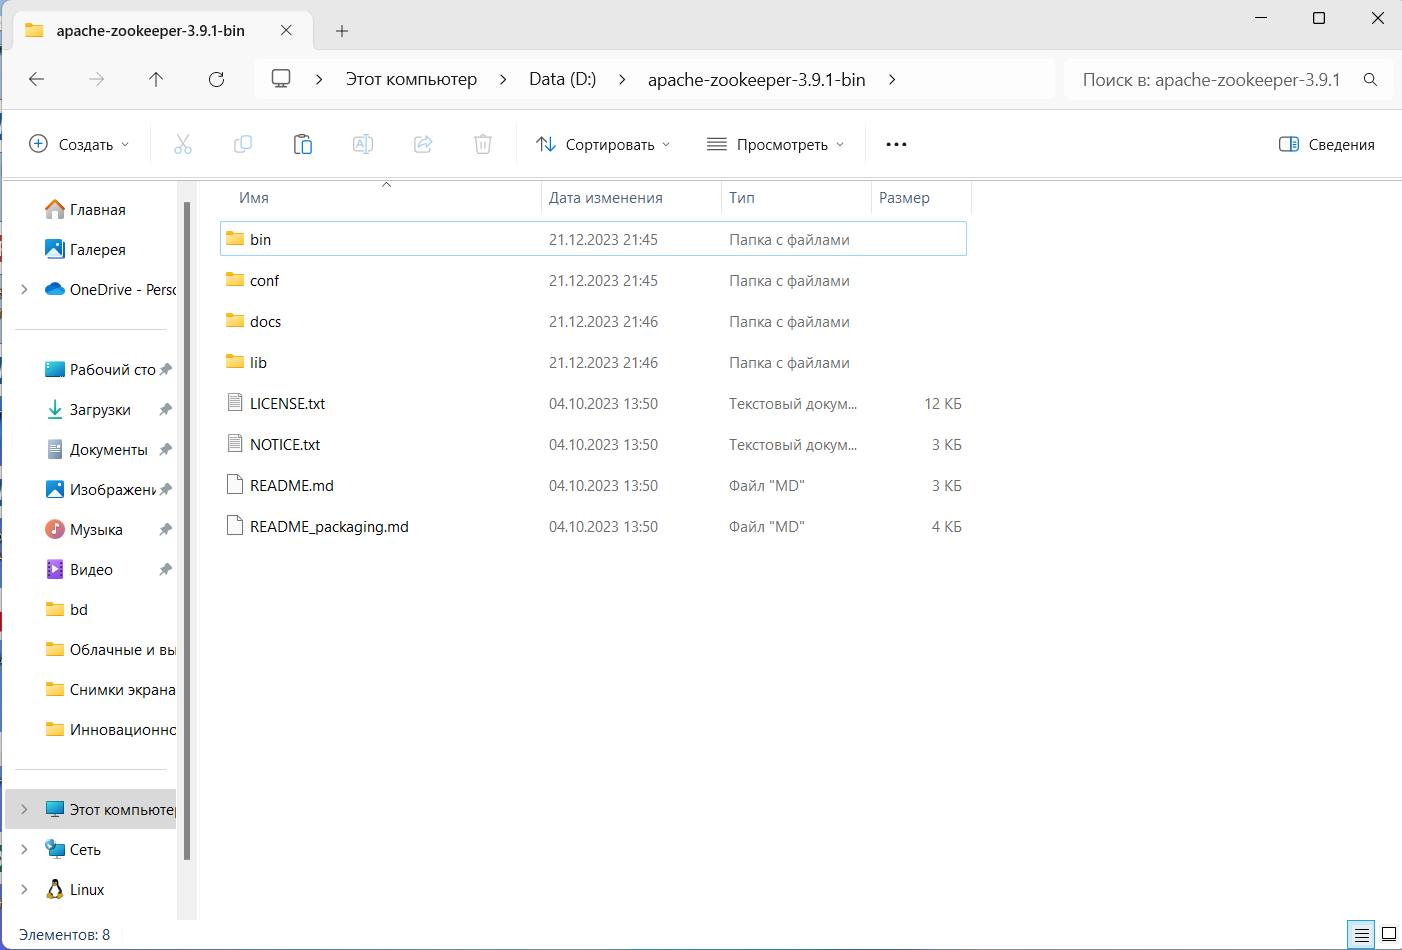 apache-zookeeper-3.9.1-bin
Этот компьютер
Data (D:)
apache-zookeeper-3.9.1-bin
Поиск в: apache-zookeeper-3.9.1
Создать
Сортировать
Просмотреть
Сведения
Главная
Галерея
OneDrive - Persc
Рабочий сто
Загрузки
Документы
Изображени
Музыка
Видео
bd
Облачные и вы
Снимки экрана
Инновационнс
Этот компьютер
Сеть
Linux
Имя Дата изменения Тип Размер
bin 21.12.2023 21:45 Папка с файлами
conf 21.12.2023 21:45 Папка с файлами
docs 21.12.2023 21:46 Папка с файлами
lib 21.12.2023 21:46 Папка с файлами
LICENSE.txt 04.10.2023 13:50 Текстовый докум... 12 КБ
NOTICE.txt 04.10.2023 13:50 Текстовый докум... 3 КБ
README.md 04.10.2023 13:50 Файл "MD" 3 КБ
README_packaging.md 04.10.2023 13:50 Файл "MD" 4 КБ
Элементов: 8